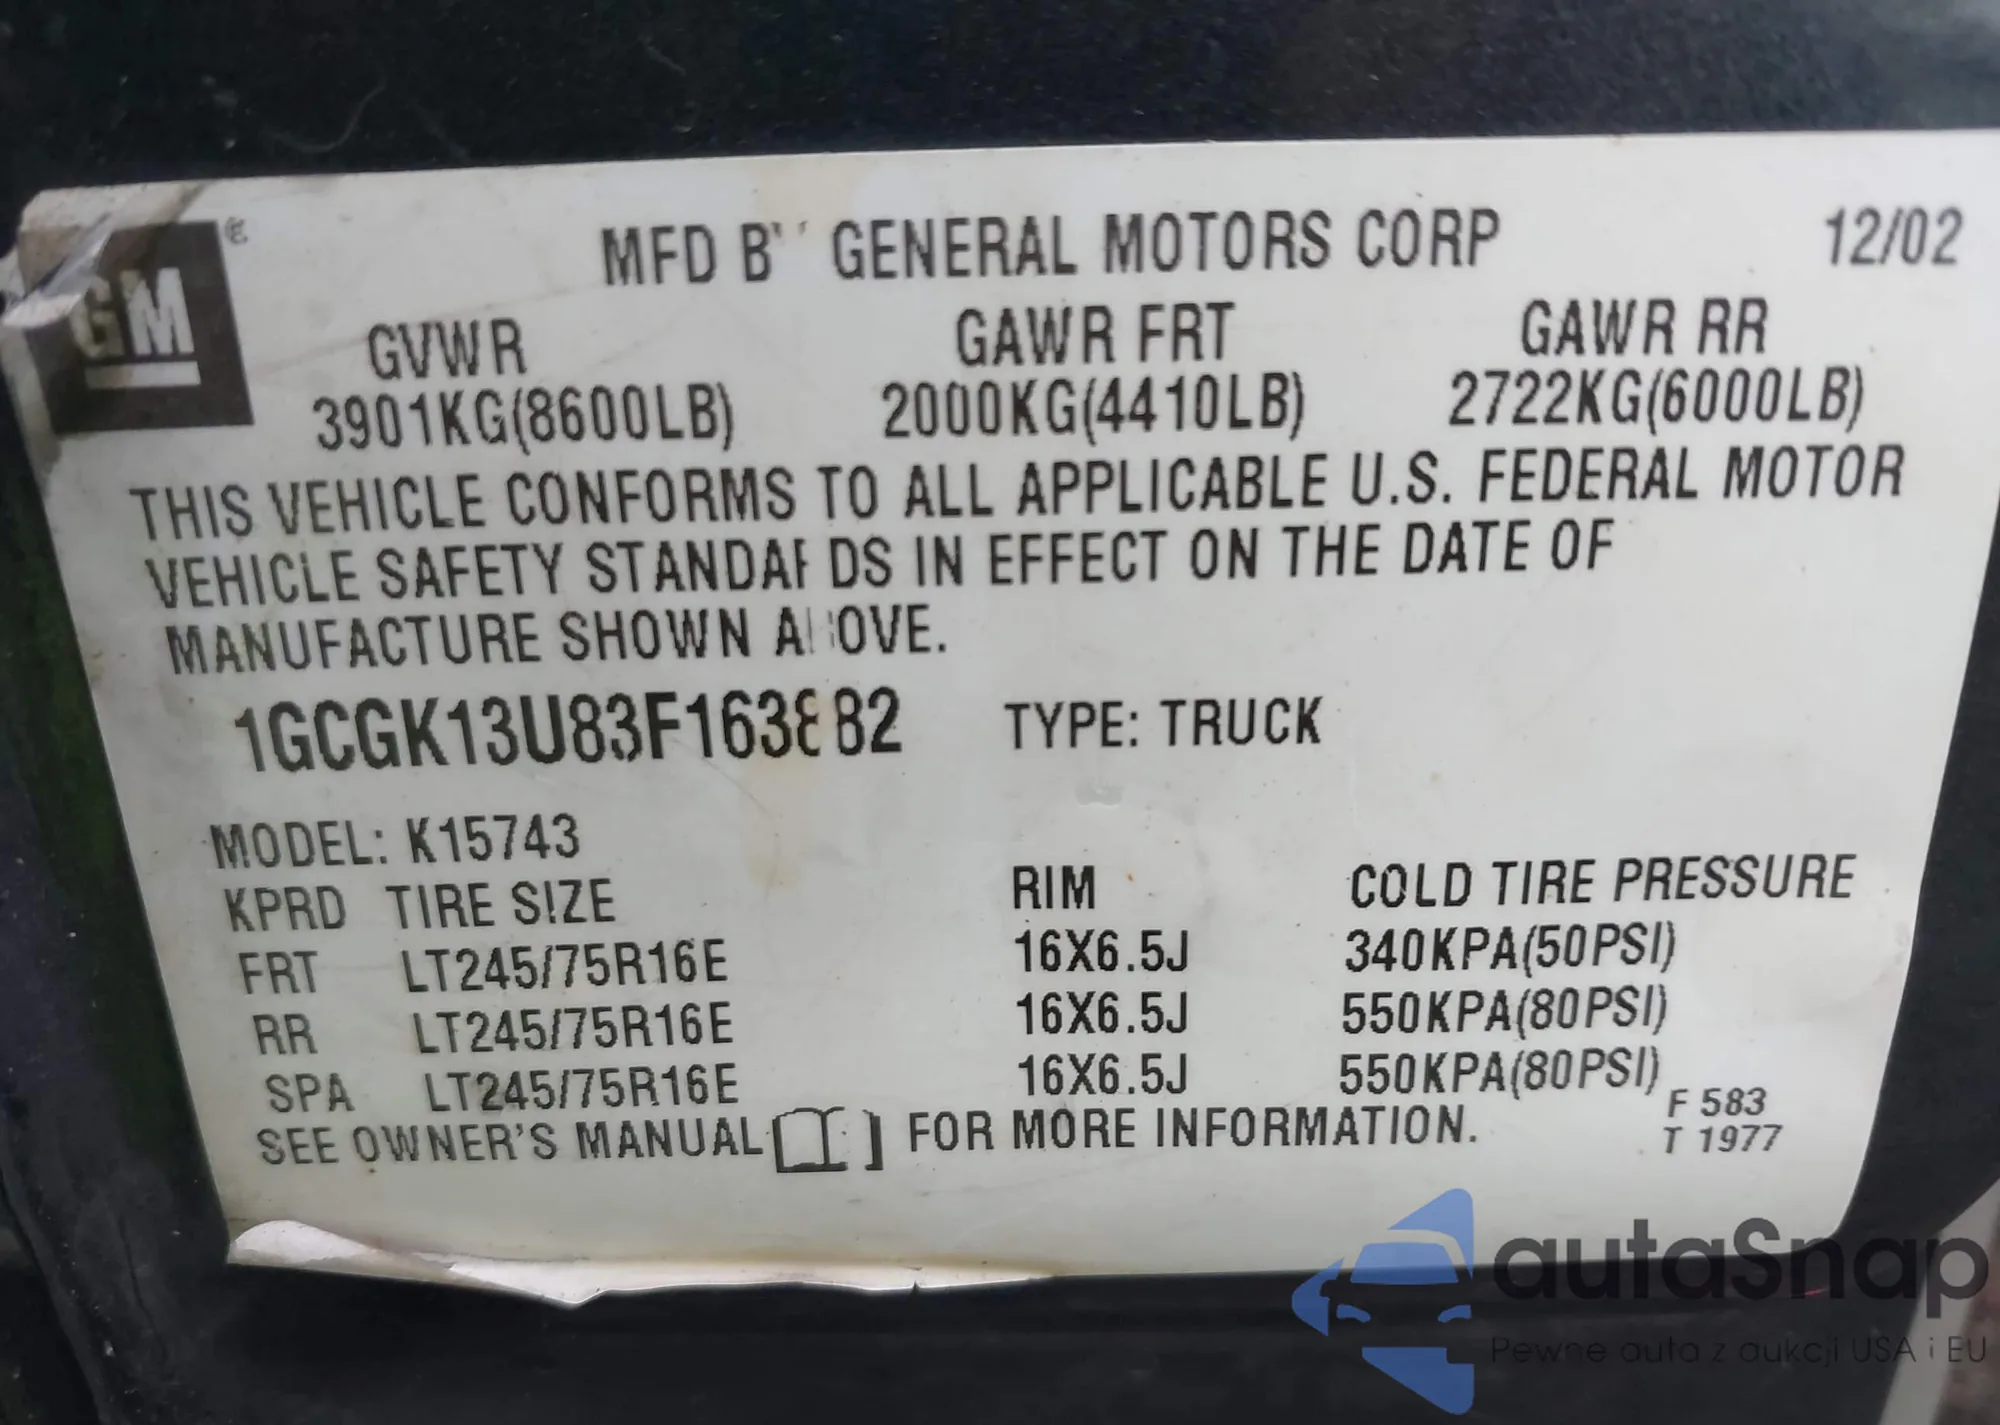 GM ®
MFD BY GENERAL MOTORS CORP 12/02
GVWR GAWR FRT GAWR RR
3901KG(8600LB) 2000KG(4410LB) 2722KG(6000LB)
THIS VEHICLE CONFORMS TO ALL APPLICABLE U.S. FEDERAL MOTOR
VEHICLE SAFETY STANDARDS IN EFFECT ON THE DATE OF
MANUFACTURE SHOWN ABOVE.
1GCGK13U83F163882 TYPE: TRUCK
MODEL: K15743
KPRD TIRE SIZE RIM COLD TIRE PRESSURE
FRT LT245/75R16E 16X6.5J 340KPA(50PSI)
RR LT245/75R16E 16X6.5J 550KPA(80PSI)
SPA LT245/75R16E 16X6.5J 550KPA(80PSI)
SEE OWNER'S MANUAL [ ] FOR MORE INFORMATION.
F 583
T 1977
autaSnap
Pewne auta z aukcji USA i EU